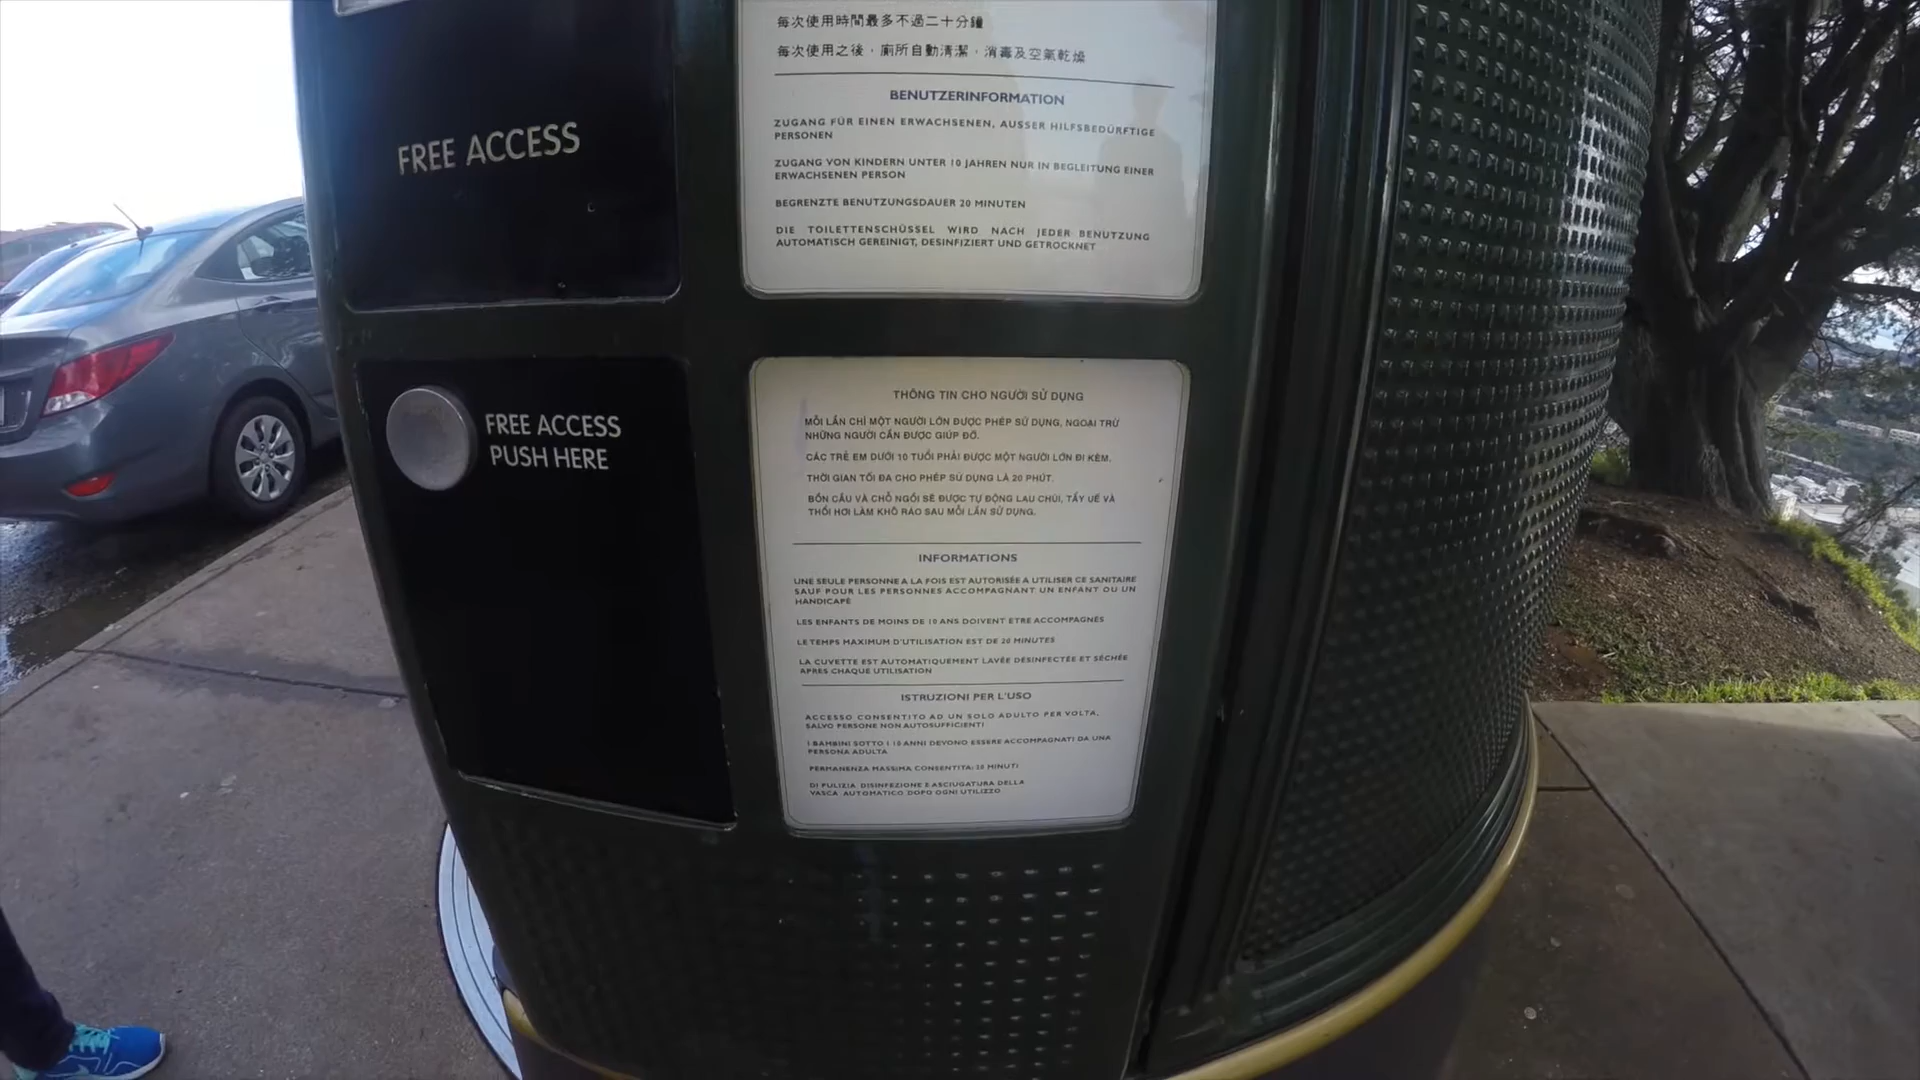 每次使用時間最多不過二十分鐘
每次使用之後，廁所自動清潔，消毒及空氣乾燥
BENUTZERINFORMATION
ZUGANG FÜR EINEN ERWACHSENEN, AUSSER HILFSBEDÜRFTIGE
PERSONEN
ZUGANG VON KINDERN UNTER 10 JAHREN NUR IN BEGLEITUNG EINER
ERWACHSENEN PERSON
BEGRENZTE BENUTZUNGSDAUER 20 MINUTEN
DIE TOILETTENSCHÜSSEL WIRD NACH JEDER BENUTZUNG
AUTOMATISCH GEREINIGT, DESINFIZIERT UND GETROCKNET
FREE ACCESS
FREE ACCESS
PUSH HERE
THÔNG TIN CHO NGƯỜI SỬ DỤNG
MỖI LẦN CHỈ MỘT NGƯỜI LỚN ĐƯỢC PHÉP SỬ DỤNG, NGOẠI TRỪ
NHỮNG NGƯỜI CẦN ĐƯỢC GIÚP ĐỠ.
CÁC TRẺ EM DƯỚI 10 TUỔI PHẢI ĐƯỢC MỘT NGƯỜI LỚN ĐI KÈM.
THỜI GIAN TỐI ĐA CHO PHÉP SỬ DỤNG LÀ 20 PHÚT.
BỒN CẦU VÀ CHỖ NGỒI SẼ ĐƯỢC TỰ ĐỘNG LAU CHÙI, TẨY UẾ VÀ
THỔI HƠI LÀM KHÔ RÁO SAU MỖI LẦN SỬ DỤNG.
INFORMATIONS
UNE SEULE PERSONNE A LA FOIS EST AUTORISÉE A UTILISER CE SANITAIRE
SAUF POUR LES PERSONNES ACCOMPAGNANT UN ENFANT OU UN
HANDICAPÉ
LES ENFANTS DE MOINS DE 10 ANS DOIVENT ETRE ACCOMPAGNÉS
LE TEMPS MAXIMUM D'UTILISATION EST DE 20 MINUTES
LA CUVETTE EST AUTOMATIQUEMENT LAVÉE DÉSINFECTÉE ET SÉCHÉE
APRES CHAQUE UTILISATION
ISTRUZIONI PER L'USO
ACCESSO CONSENTITO AD UN SOLO ADULTO PER VOLTA,
SALVO PERSONE NON AUTOSUFFICIENTI
I BAMBINI SOTTO I 10 ANNI DEVONO ESSERE ACCOMPAGNATI DA UNA
PERSONA ADULTA
PERMANENZA MASSIMA CONSENTITA: 20 MINUTI
DI PULIZIA DISINFEZIONE E ASCIUGATURA DELLA
VASCA AUTOMATICO DOPO OGNI UTILIZZO